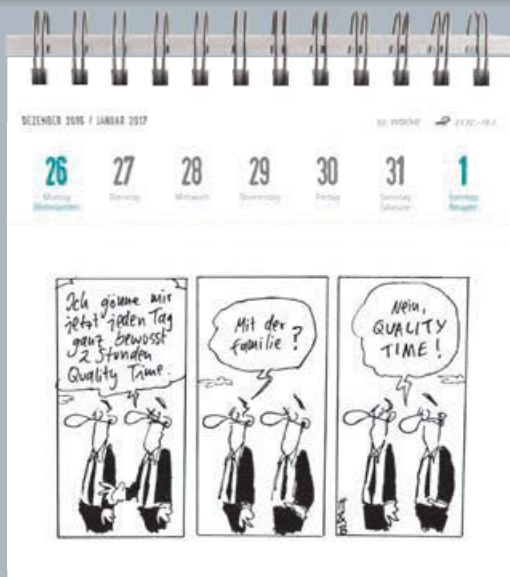 DEZEMBER 2016 / JANUAR 2017
52. WOCHE
26 27 28 29 30 31 1
Montag Dienstag Mittwoch Donnerstag Freitag Samstag Sonntag
Weihnachten Silvester Neujahr
Ich gönne mir
jetzt jeden Tag
ganz bewusst
2 Stunden
Quality Time.
Mit der
Familie?
Nein,
QUALITY
TIME!